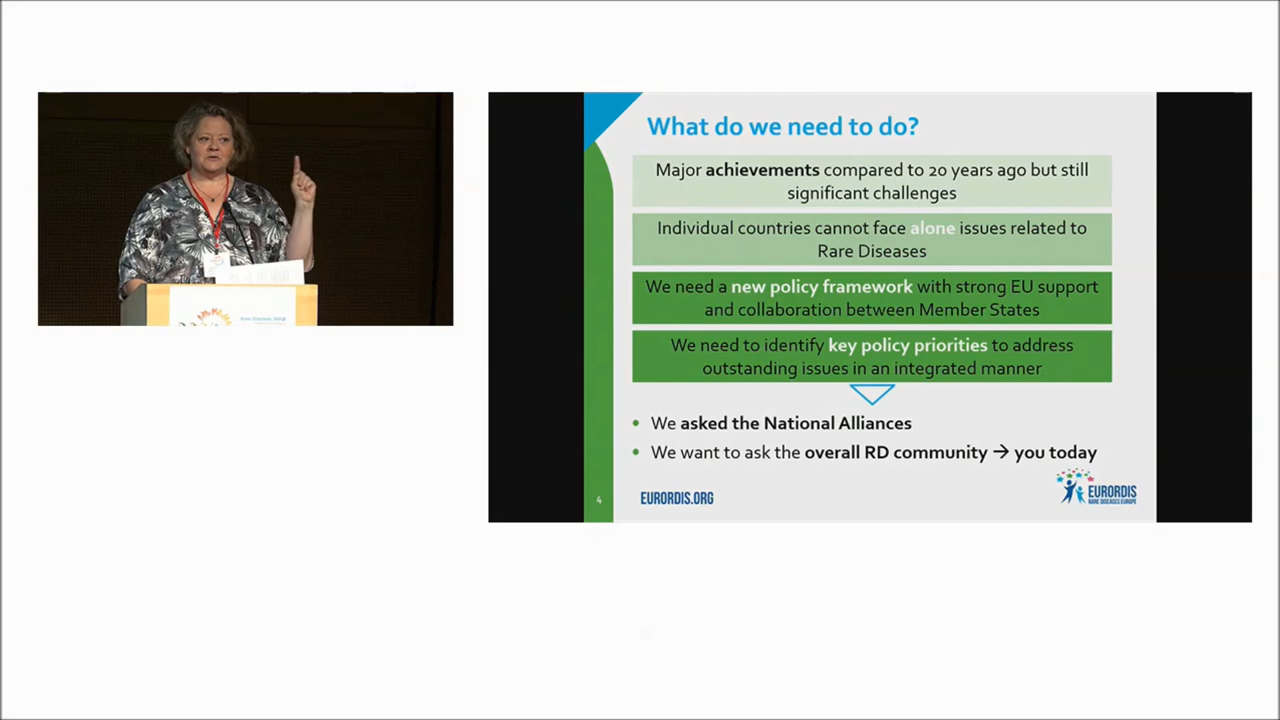 What do we need to do?
Major achievements compared to 20 years ago but still
significant challenges
Individual countries cannot face alone issues related to
Rare Diseases
We need a new policy framework with strong EU support
and collaboration between Member States
We need to identify key policy priorities to address
outstanding issues in an integrated manner
• We asked the National Alliances
• We want to ask the overall RD community → you today
4
EURORDIS.ORG
EURORDIS
RARE DISEASES EUROPE